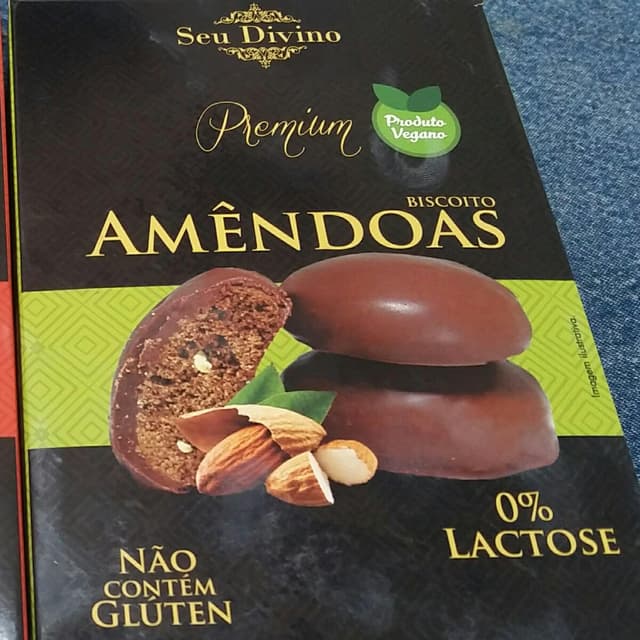 Seu Divino
Premium
Produto
Vegano
BISCOITO
AMÊNDOAS
Imagem ilustrativa.
0%
LACTOSE
NÃO
CONTÉM
GLÚTEN